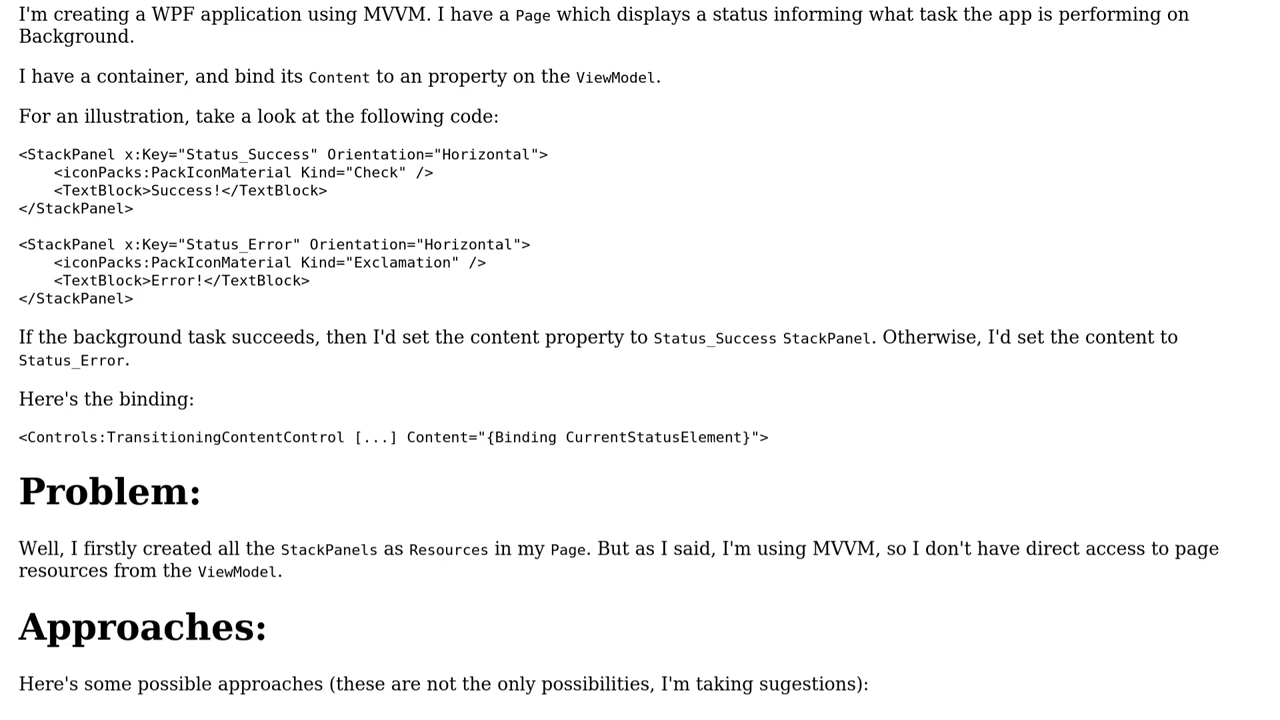 I'm creating a WPF application using MVVM. I have a Page which displays a status informing what task the app is performing on
Background.
I have a container, and bind its Content to an property on the ViewModel.
For an illustration, take a look at the following code:
<StackPanel x:Key="Status_Success" Orientation="Horizontal">
    <iconPacks:PackIconMaterial Kind="Check" />
    <TextBlock>Success!</TextBlock>
</StackPanel>
<StackPanel x:Key="Status_Error" Orientation="Horizontal">
    <iconPacks:PackIconMaterial Kind="Exclamation" />
    <TextBlock>Error!</TextBlock>
</StackPanel>
If the background task succeeds, then I'd set the content property to Status_Success StackPanel. Otherwise, I'd set the content to
Status_Error.
Here's the binding:
<Controls:TransitioningContentControl [...] Content="{Binding CurrentStatusElement}">
Problem:
Well, I firstly created all the StackPanels as Resources in my Page. But as I said, I'm using MVVM, so I don't have direct access to page
resources from the ViewModel.
Approaches:
Here's some possible approaches (these are not the only possibilities, I'm taking sugestions):